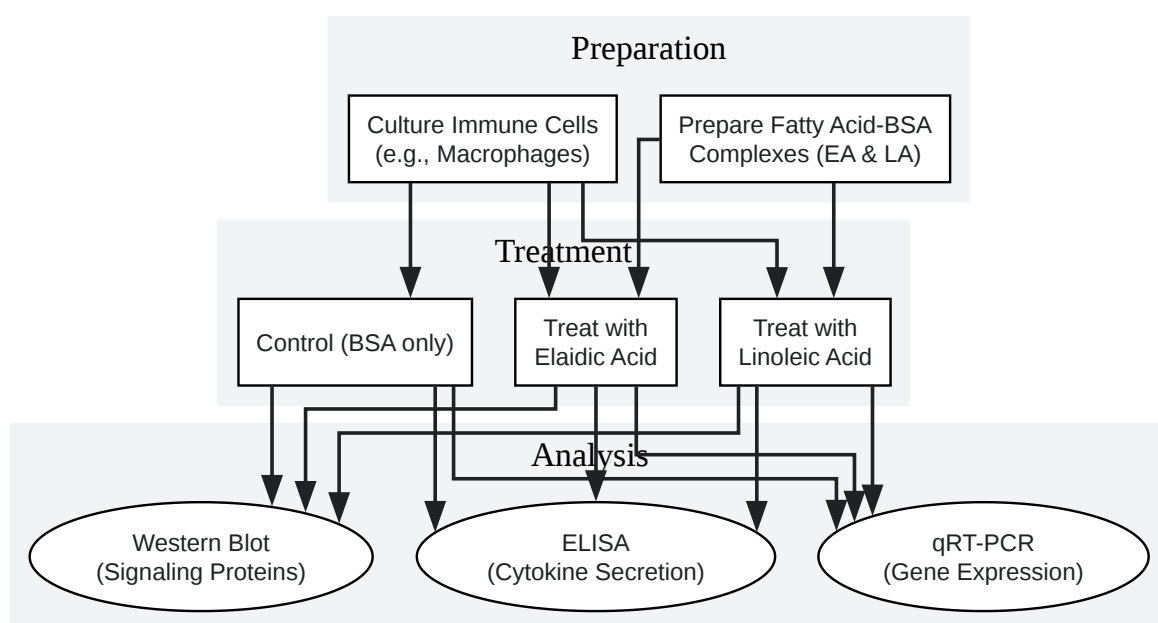 Preparation
Culture Immune Cells
(e.g., Macrophages)
Prepare Fatty Acid-BSA
Complexes (EA & LA)
Treatment
Control (BSA only)
Treat with
Elaidic Acid
Treat with
Linoleic Acid
Analysis
Western Blot
(Signaling Proteins)
ELISA
(Cytokine Secretion)
qRT-PCR
(Gene Expression)